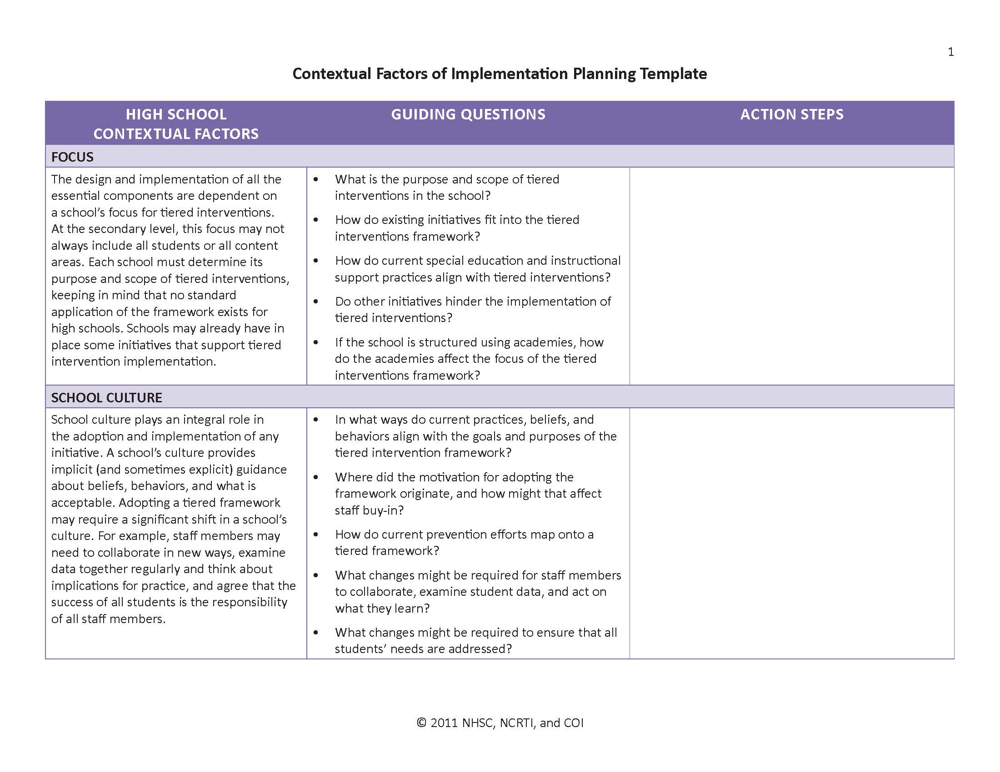 1
Contextual Factors of Implementation Planning Template
HIGH SCHOOL
CONTEXTUAL FACTORS
GUIDING QUESTIONS
ACTION STEPS
FOCUS
The design and implementation of all the
essential components are dependent on
a school’s focus for tiered interventions.
At the secondary level, this focus may not
always include all students or all content
areas. Each school must determine its
purpose and scope of tiered interventions,
keeping in mind that no standard
application of the framework exists for
high schools. Schools may already have in
place some initiatives that support tiered
intervention implementation.
• What is the purpose and scope of tiered
interventions in the school?
• How do existing initiatives fit into the tiered
interventions framework?
• How do current special education and instructional
support practices align with tiered interventions?
• Do other initiatives hinder the implementation of
tiered interventions?
• If the school is structured using academies, how
do the academies affect the focus of the tiered
interventions framework?
SCHOOL CULTURE
School culture plays an integral role in
the adoption and implementation of any
initiative. A school’s culture provides
implicit (and sometimes explicit) guidance
about beliefs, behaviors, and what is
acceptable. Adopting a tiered framework
may require a significant shift in a school’s
culture. For example, staff members may
need to collaborate in new ways, examine
data together regularly and think about
implications for practice, and agree that the
success of all students is the responsibility
of all staff members.
• In what ways do current practices, beliefs, and
behaviors align with the goals and purposes of the
tiered intervention framework?
• Where did the motivation for adopting the
framework originate, and how might that affect
staff buy-in?
• How do current prevention efforts map onto a
tiered framework?
• What changes might be required for staff members
to collaborate, examine student data, and act on
what they learn?
• What changes might be required to ensure that all
students’ needs are addressed?
© 2011 NHSC, NCRTI, and COI